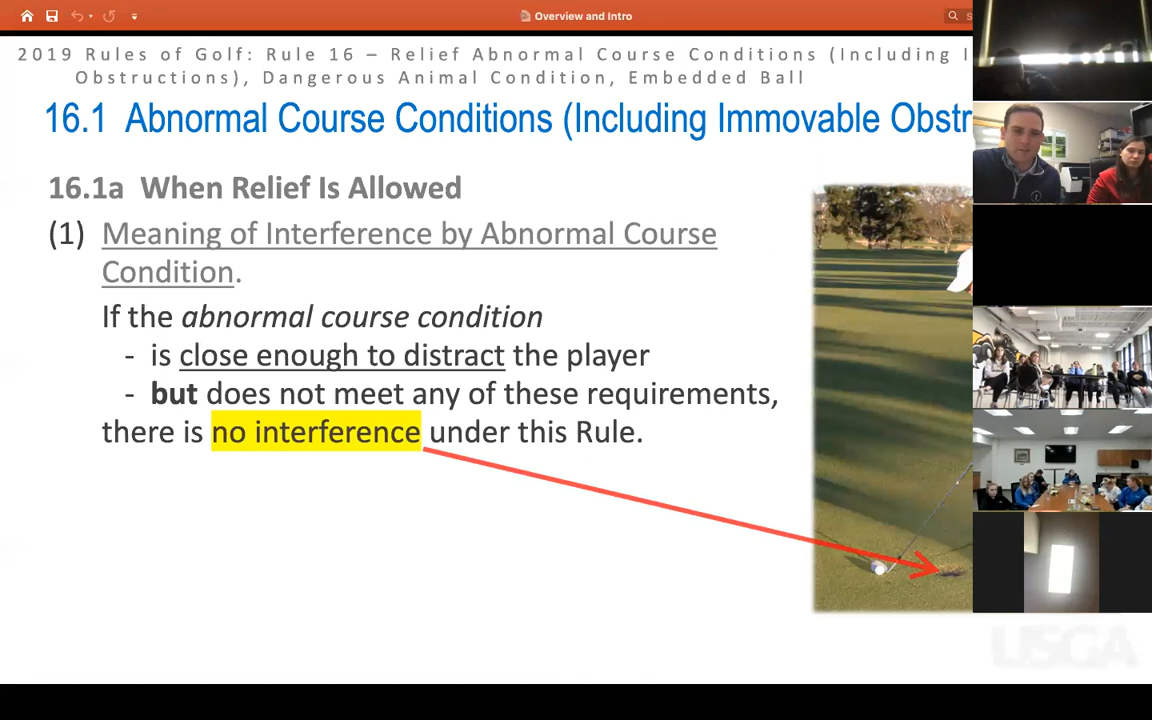 Overview and Intro
2019 Rules of Golf: Rule 16 – Relief Abnormal Course Conditions (Including I
Obstructions), Dangerous Animal Condition, Embedded Ball
16.1 Abnormal Course Conditions (Including Immovable Obstr
16.1a When Relief Is Allowed
(1) Meaning of Interference by Abnormal Course
Condition.
If the abnormal course condition
- is close enough to distract the player
- but does not meet any of these requirements,
there is no interference under this Rule.
USGA